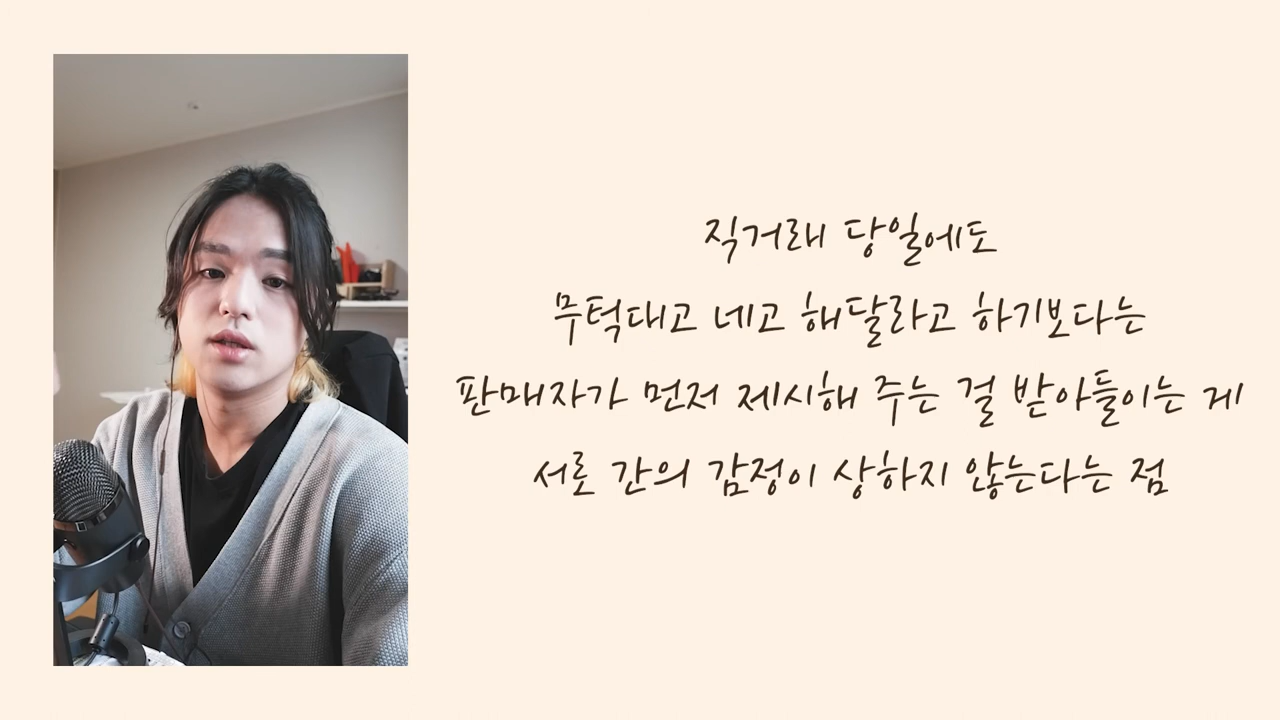 직거래 당일에도
무턱대고 네고 해달라고 하기보다는
판매자가 먼저 제시해 주는 걸 받아들이는 게
서로 간의 감정이 상하지 않는다는 점